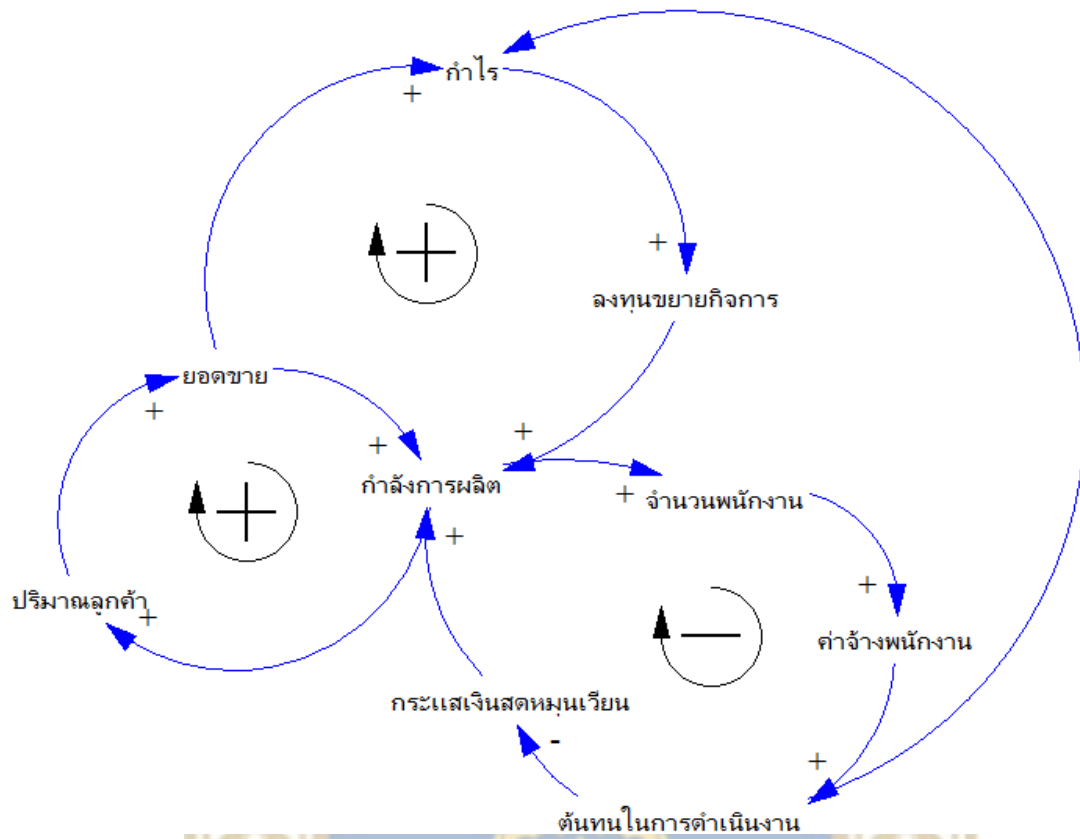 กำไร
+
+
ลงทุนขยายกิจการ
+
ยอดขาย
+
+
+
กำลังการผลิต
+
จำนวนพนักงาน
+
+
+
ปริมาณลูกค้า
+
-
ค่าจ้างพนักงาน
กระแสเงินสดหมุนเวียน
-
+
ต้นทุนในการดำเนินงาน